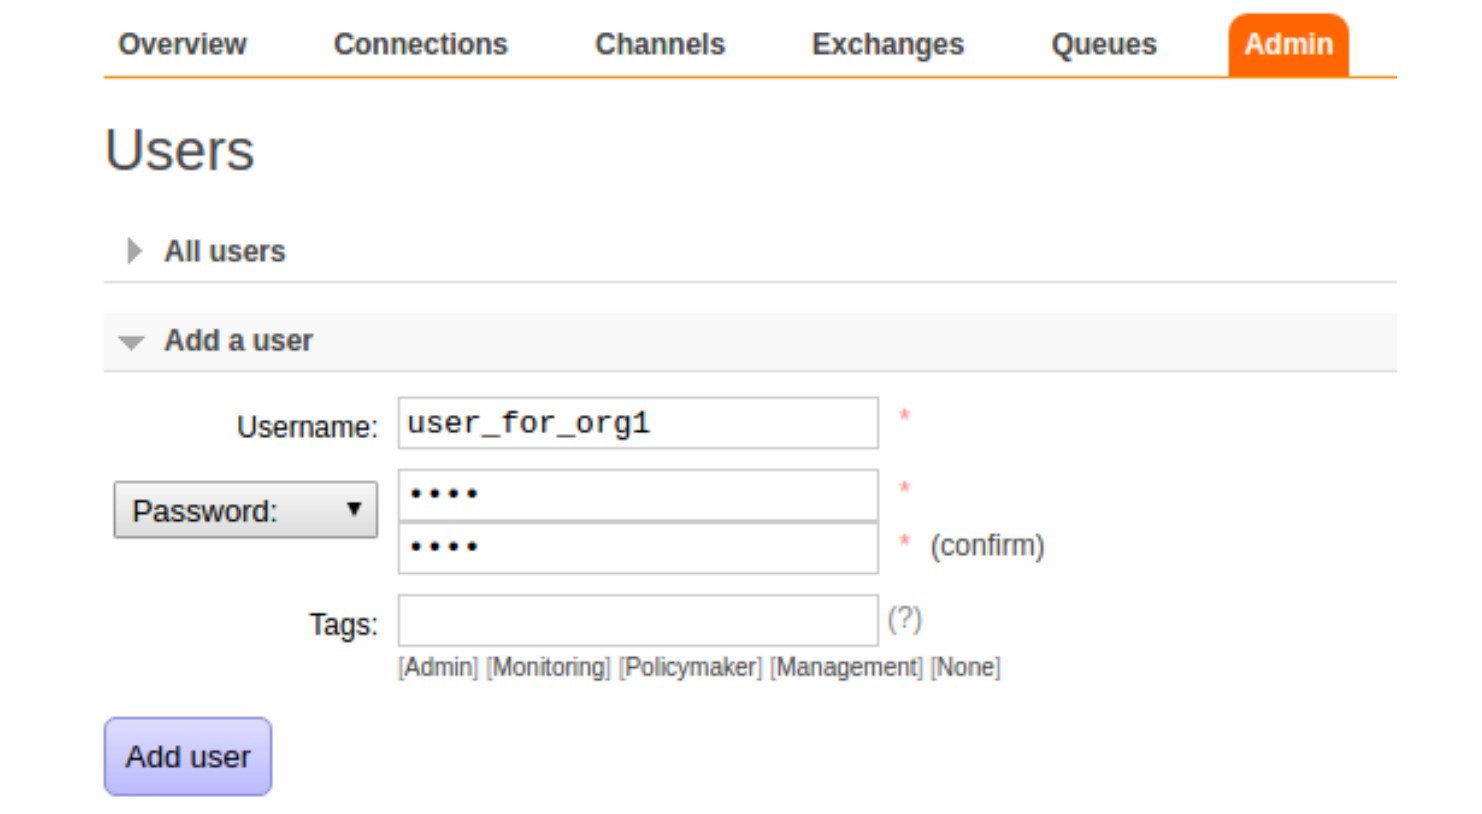 Overview Connections Channels Exchanges Queues Admin
Users
All users
Add a user
Username: user_for_org1 *
Password: •••• *
•••• * (confirm)
Tags: (?)
[Admin] [Monitoring] [Policymaker] [Management] [None]
Add user